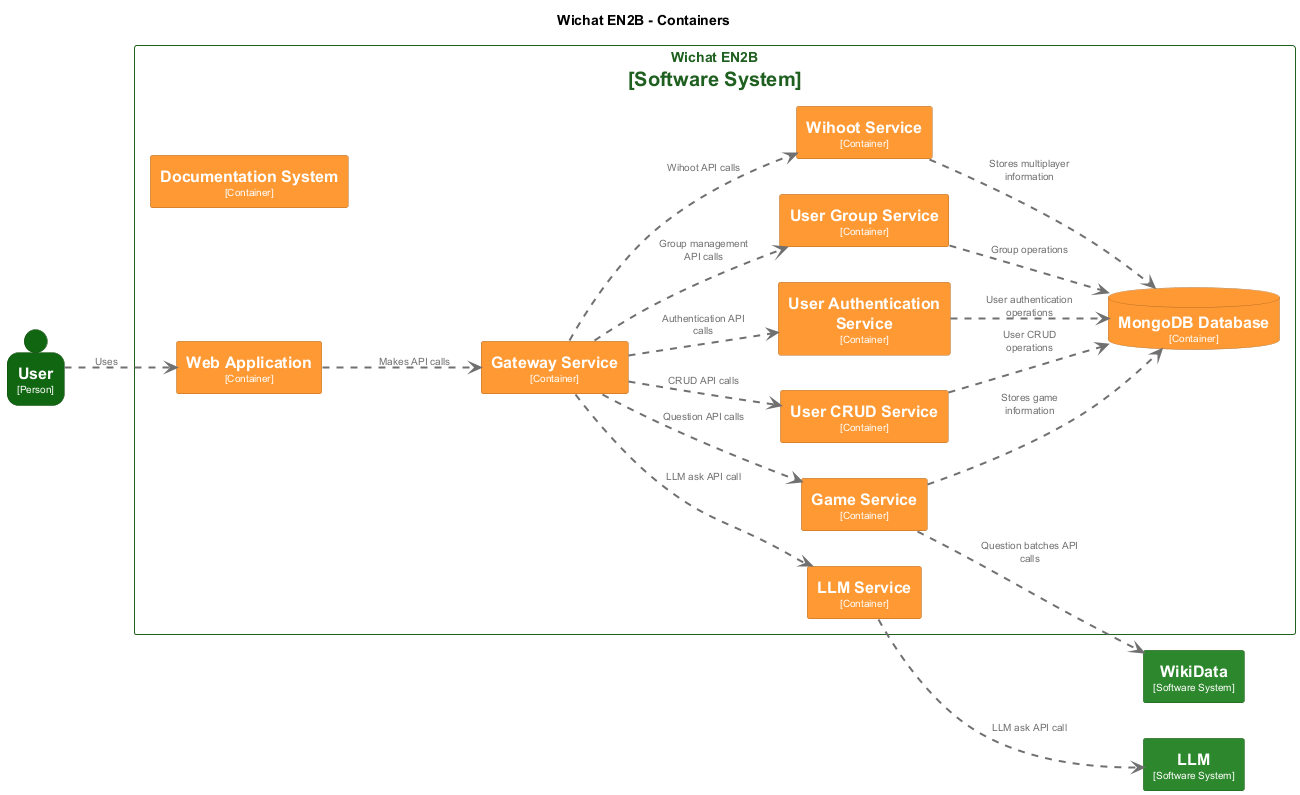 Wichat EN2B - Containers
Wichat EN2B
[Software System]
Documentation System
[Container]
User
[Person]
Uses
Web Application
[Container]
Makes API calls
Gateway Service
[Container]
Wihoot API calls
Group management
API calls
Authentication API
calls
CRUD API calls
Question API calls
LLM ask API call
Wihoot Service
[Container]
User Group Service
[Container]
User Authentication
Service
[Container]
User CRUD Service
[Container]
Game Service
[Container]
LLM Service
[Container]
Stores multiplayer
information
Group operations
User authentication
operations
User CRUD
operations
Stores game
information
Question batches API
calls
LLM ask API call
MongoDB Database
[Container]
WikiData
[Software System]
LLM
[Software System]